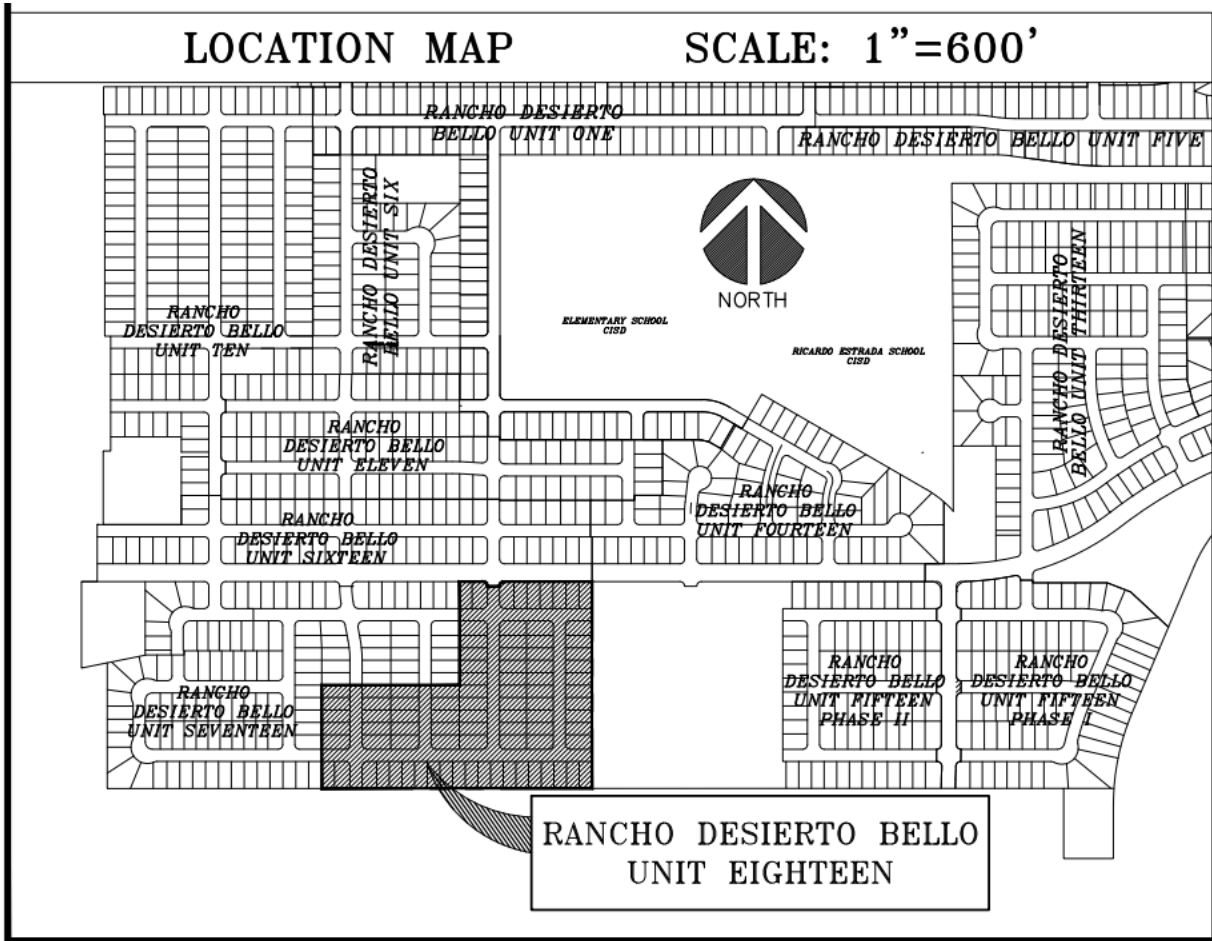 LOCATION MAP SCALE: 1”=600’
RANCHO DESIERTO
BELLO UNIT ONE
RANCHO DESIERTO BELLO UNIT FIVE
RANCHO DESIERTO
BELLO UNIT SIX
NORTH
RANCHO DESIERTO
BELLO UNIT THIRTEEN
RANCHO
DESIERTO BELLO
UNIT TEN
ELEMENTARY SCHOOL
CISD
RICARDO ESTRADA SCHOOL
CISD
RANCHO
DESIERTO BELLO
UNIT ELEVEN
RANCHO
DESIERTO BELLO
UNIT FOURTEEN
RANCHO
DESIERTO BELLO
UNIT SIXTEEN
RANCHO
DESIERTO BELLO
UNIT SEVENTEEN
RANCHO
DESIERTO BELLO
UNIT FIFTEEN
PHASE II
RANCHO
DESIERTO BELLO
UNIT FIFTEEN
PHASE I
RANCHO DESIERTO BELLO
UNIT EIGHTEEN